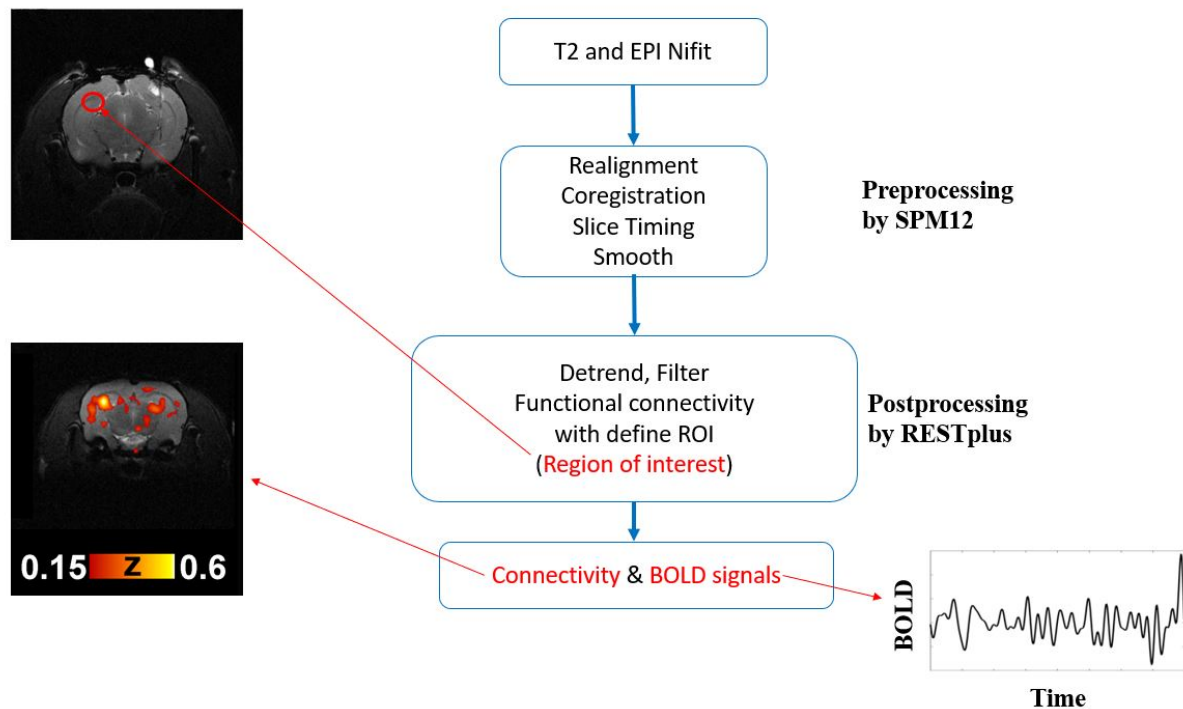 T2 and EPI Nifit
Realignment
Coregistration
Slice Timing
Smooth
Preprocessing
by SPM12
Detrend, Filter
Functional connectivity
with define ROI
(Region of interest)
Postprocessing
by RESTplus
Connectivity & BOLD signals
0.15 Z 0.6
BOLD
Time